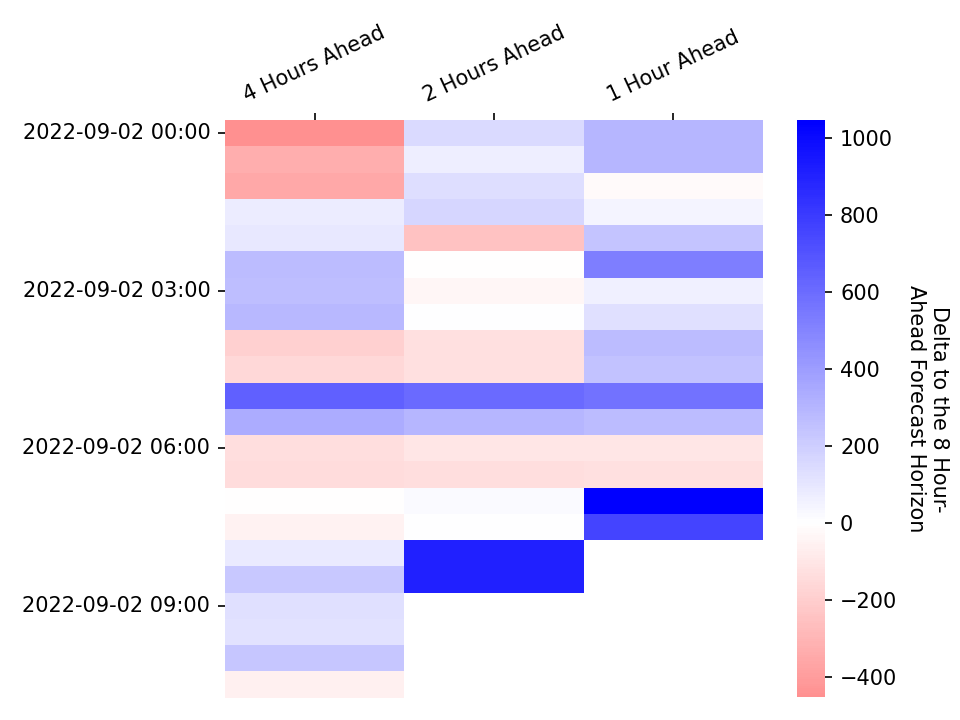 4 Hours Ahead
2 Hours Ahead
1 Hour Ahead
2022-09-02 00:00
2022-09-02 03:00
2022-09-02 06:00
2022-09-02 09:00
1000
800
600
400
200
0
−200
−400
Delta to the 8 Hour-
Ahead Forecast Horizon